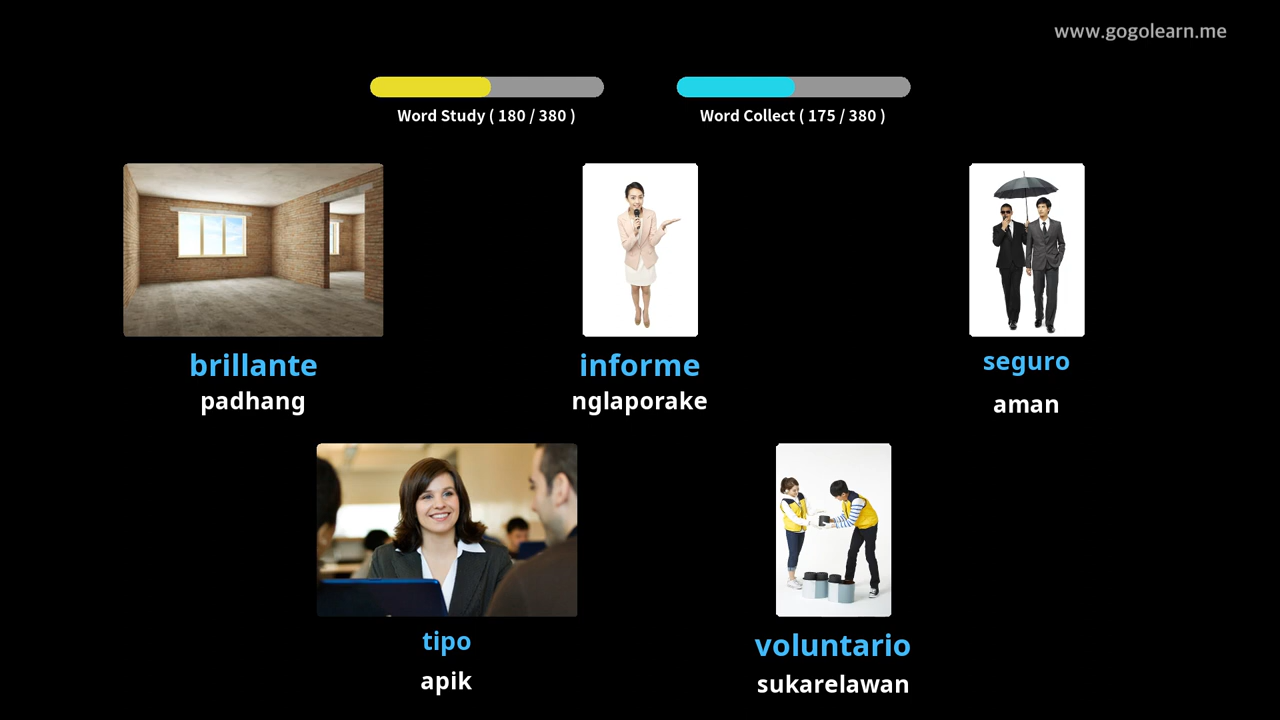 www.gogolearn.me
Word Study ( 180 / 380 )
Word Collect ( 175 / 380 )
brillante
padhang
informe
nglaporake
seguro
aman
tipo
apik
voluntario
sukarelawan